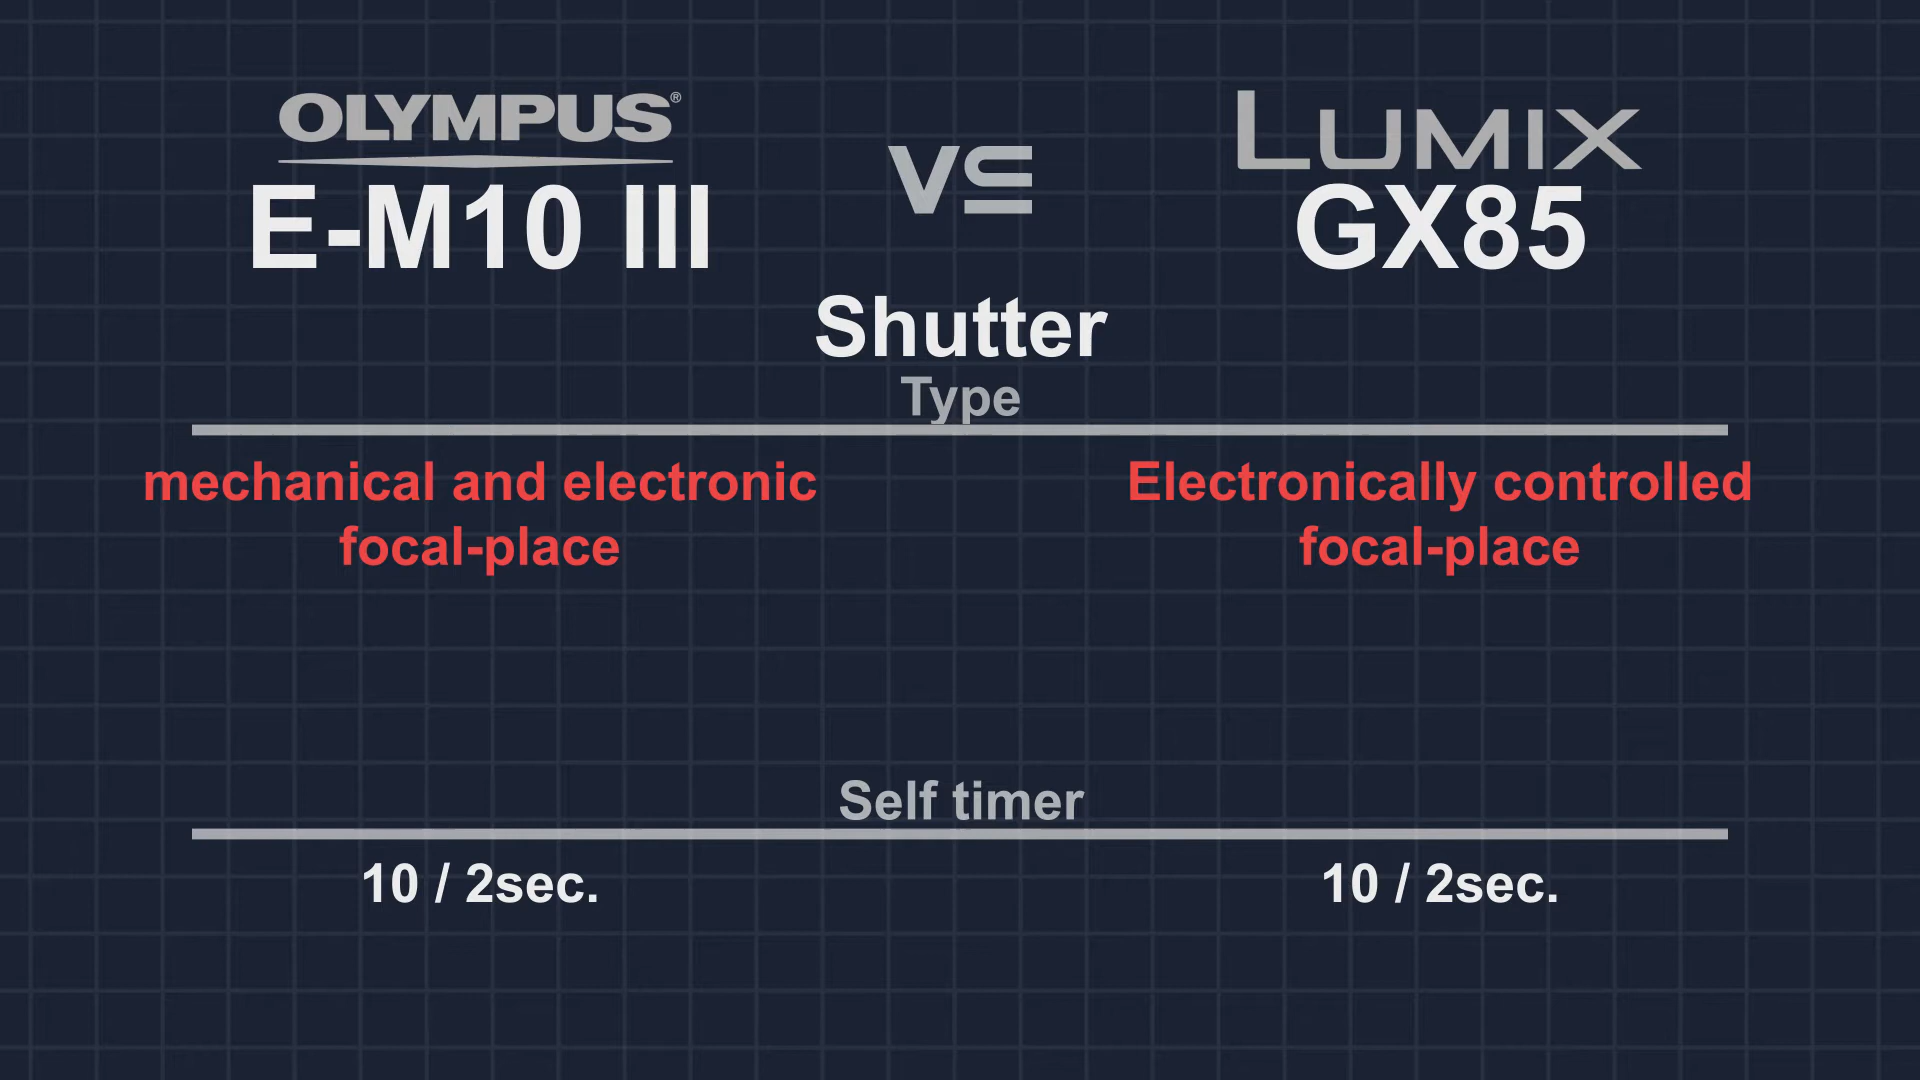 OLYMPUS®
E-M10 III
VS
LUMIX
GX85
Shutter
Type
mechanical and electronic
focal-place
Electronically controlled
focal-place
Self timer
10 / 2sec.
10 / 2sec.